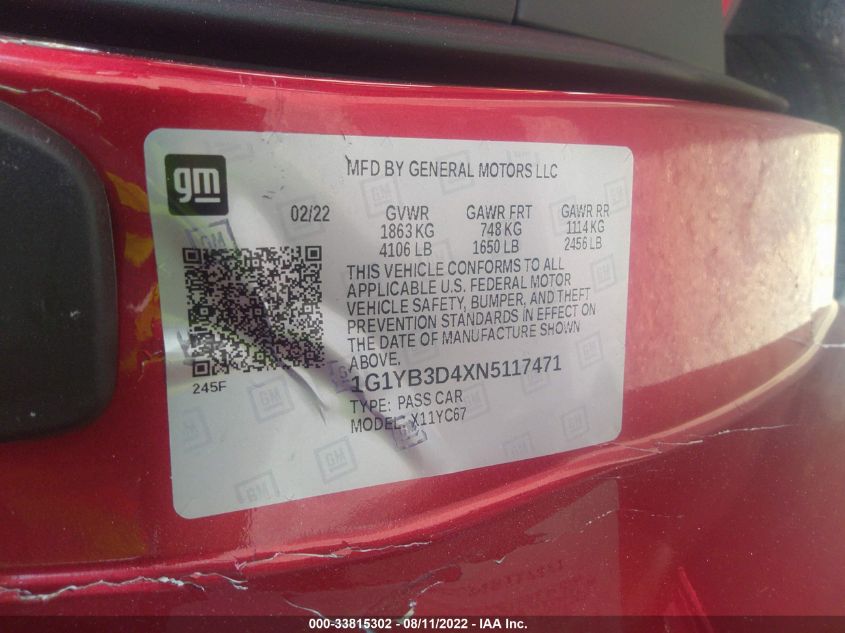 gm
MFD BY GENERAL MOTORS LLC
02/22 GVWR GAWR FRT GAWR RR
1863 KG 748 KG 1114 KG
4106 LB 1650 LB 2456 LB
THIS VEHICLE CONFORMS TO ALL
APPLICABLE U.S. FEDERAL MOTOR
VEHICLE SAFETY, BUMPER, AND THEFT
PREVENTION STANDARDS IN EFFECT ON
THE DATE OF MANUFACTURE SHOWN
ABOVE.
245F
1G1YB3D4XN5117471
TYPE: PASS CAR
MODEL: X11YC67
000-33815302 - 08/11/2022 - IAA Inc.